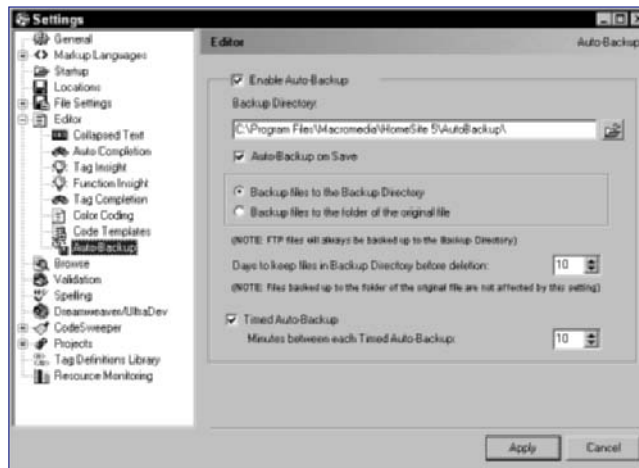 Settings
General
Markup Languages
Startup
Locations
File Settings
Editor
Collapsed Text
Auto Completion
Tag Insight
Function Insight
Tag Completion
Color Coding
Code Templates
Auto-Backup
Browse
Validation
Spelling
Dreamweaver/UltraDev
CodeSweeper
Projects
Tag Definitions Library
Resource Monitoring
Editor
Auto-Backup
Enable Auto-Backup
Backup Directory:
C:\Program Files\Macromedia\HomeSite 5\AutoBackup\
Auto-Backup on Save
Backup files to the Backup Directory
Backup files to the folder of the original file
(NOTE: FTP files will always be backed up to the Backup Directory)
Days to keep files in Backup Directory before deletion: 10
(NOTE: Files backed up to the folder of the original file are not affected by this setting)
Timed Auto-Backup
Minutes between each Timed Auto-Backup: 10
Apply Cancel